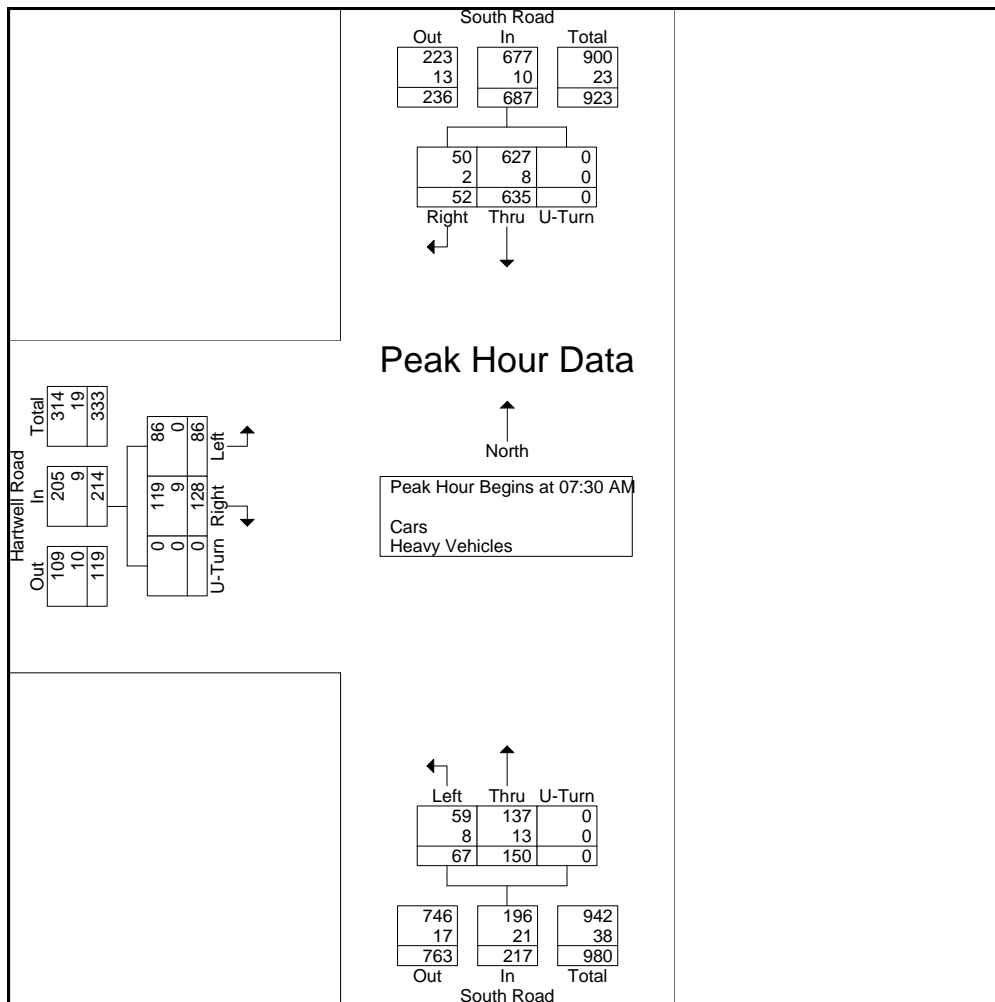 South Road
Out In Total
223 677 900
13 10 23
236 687 923
50 627 0
2 8 0
52 635 0
Right Thru U-Turn
Peak Hour Data
North
Peak Hour Begins at 07:30 AM
Cars
Heavy Vehicles
Hartwell Road
Out In Total
109 205 314
10 9 19
119 214 333
0 119 86
0 9 0
0 128 86
U-Turn Right Left
Left Thru U-Turn
59 137 0
8 13 0
67 150 0
746 196 942
17 21 38
763 217 980
Out In Total
South Road